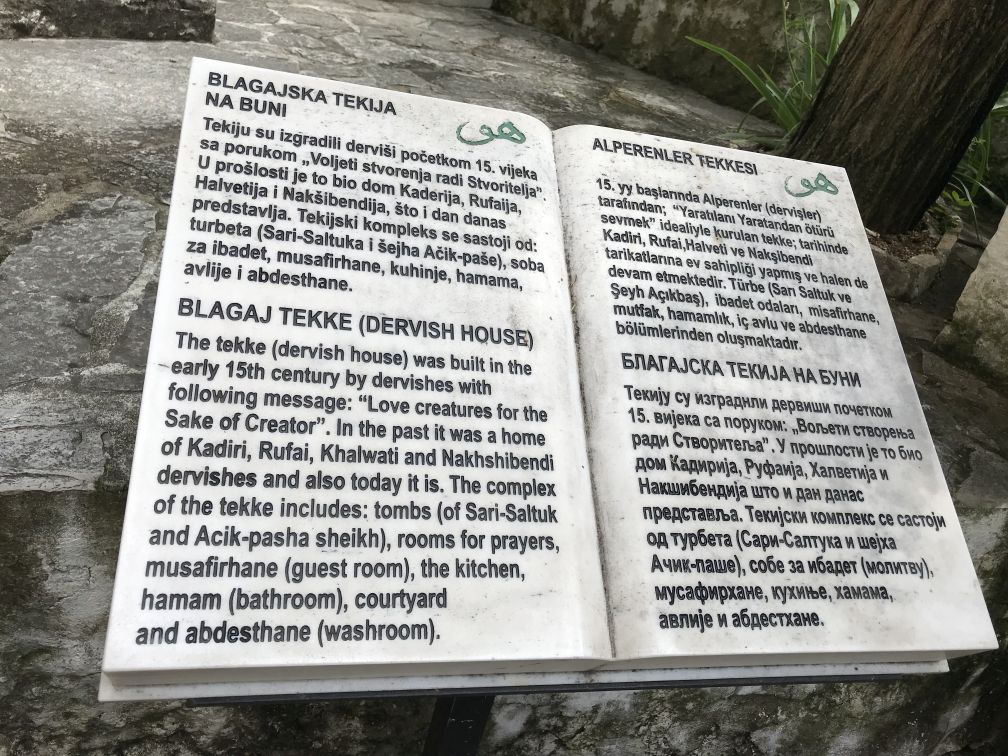 BLAGAJSKA TEKIJA
NA BUNI
هو
Tekiju su izgradili derviši početkom 15. vijeka
sa porukom „Voljeti stvorenja radi Stvoritelja”.
U prošlosti je to bio dom Kaderija, Rufaija,
Halvetija i Nakšibendija, što i dan danas
predstavlja. Tekijski kompleks se sastoji od:
turbeta (Sari-Saltuka i šejha Ačik-paše), soba
za ibadet, musafirhane, kuhinje, hamama,
avlije i abdesthane.
BLAGAJ TEKKE (DERVISH HOUSE)
The tekke (dervish house) was built in the
early 15th century by dervishes with
following message: “Love creatures for the
Sake of Creator”. In the past it was a home
of Kadiri, Rufai, Khalwati and Nakhshibendi
dervishes and also today it is. The complex
of the tekke includes: tombs (of Sari-Saltuk
and Acik-pasha sheikh), rooms for prayers,
musafirhane (guest room), the kitchen,
hamam (bathroom), courtyard
and abdesthane (washroom).
ALPERENLER TEKKESI
هو
15. yy başlarında Alperenler (dervişler)
tarafından; “Yaratılanı Yaratandan ötürü
sevmek” idealiyle kurulan tekke; tarihinde
Kadiri, Rufai,Halveti ve Nakşibendi
tarikatlarına ev sahipliği yapmış ve halen de
devam etmektedir. Türbe (Sarı Saltuk ve
Şeyh Açıkbaş), ibadet odaları, misafirhane,
mutfak, hamamlık, iç avlu ve abdesthane
bölümlerinden oluşmaktadır.
БЛАГАЈСКА ТЕКИЈА НА БУНИ
Текију су изграднли дервиши почетком
15. вијека са поруком: „Вољети створења
ради Створитеља”. У прошлости је то био
дом Кадирија, Руфаија, Халветија и
Накшибендија што и дан данас
представља. Текијски комплекс се састоји
од турбета (Сари-Салтука и шејха
Ачик-паше), собе за ибадет (молитву),
мусафирхане, кухиње, хамама,
авлије и абдестхане.